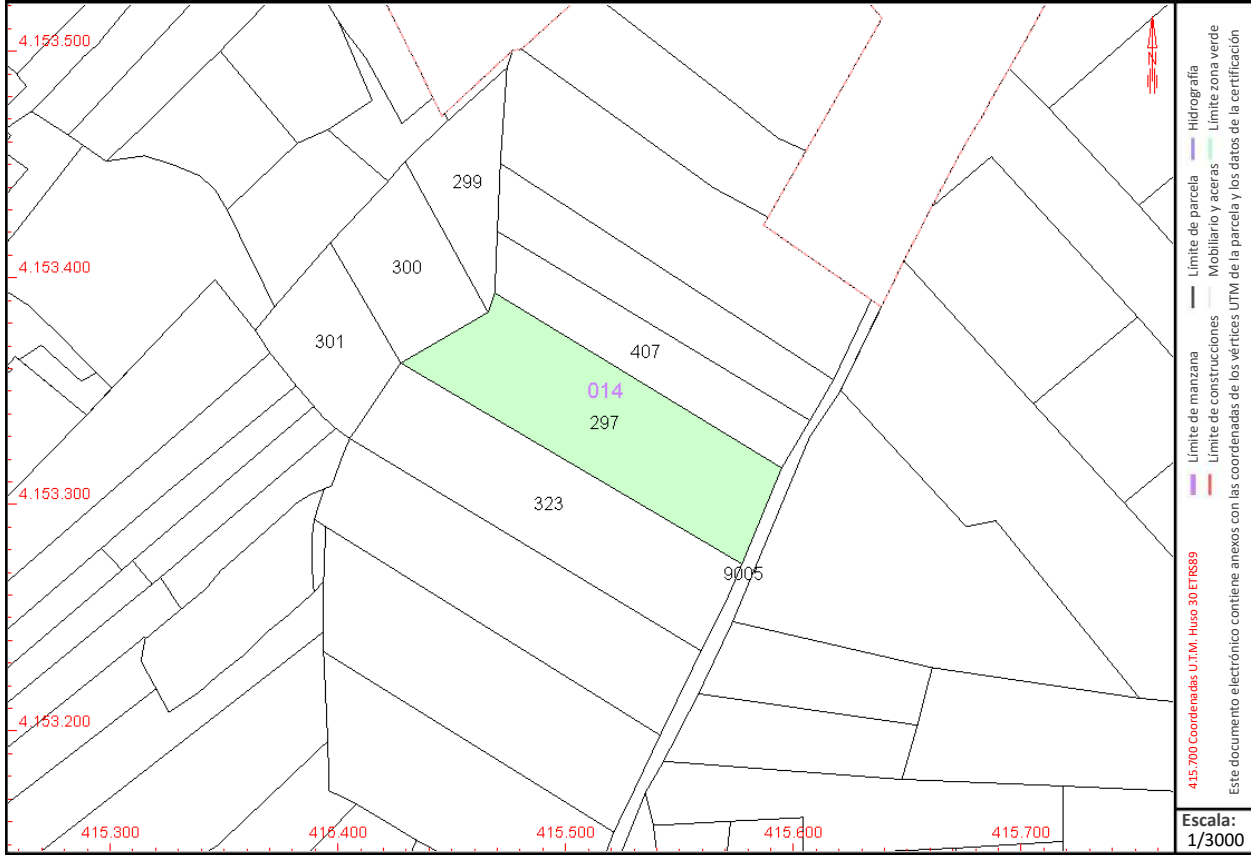 4.153.500
299
4.153.400
300
301
407
014
297
4.153.300
323
9005
4.153.200
415.300
415.400
415.500
415.600
415.700
N
415.700 Coordenadas U.T.M. Huso 30 ETRS89
Límite de manzana
Límite de parcela
Hidrografía
Límite de construcciones
Mobiliario y aceras
Límite zona verde
Este documento electrónico contiene anexos con las coordenadas de los vértices UTM de la parcela y los datos de la certificación
Escala:
1/3000